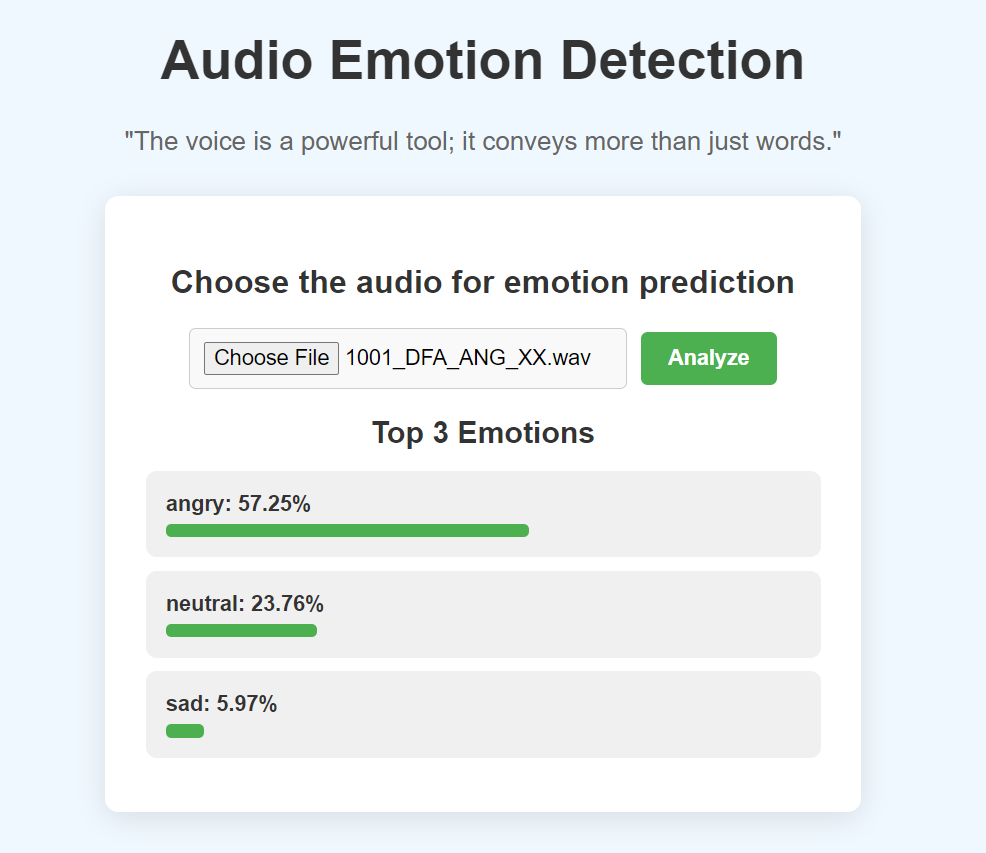 Audio Emotion Detection
"The voice is a powerful tool; it conveys more than just words."
Choose the audio for emotion prediction
Choose File 1001_DFA_ANG_XX.wav
Analyze
Top 3 Emotions
angry: 57.25%
neutral: 23.76%
sad: 5.97%